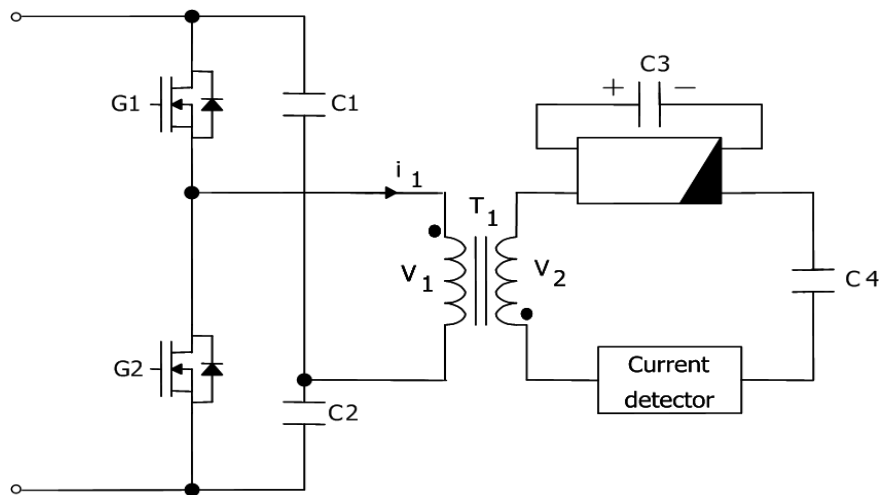 C3
+ −
G1
C1
i 1
T 1
V 1
V 2
C 4
G2
C2
Current
detector